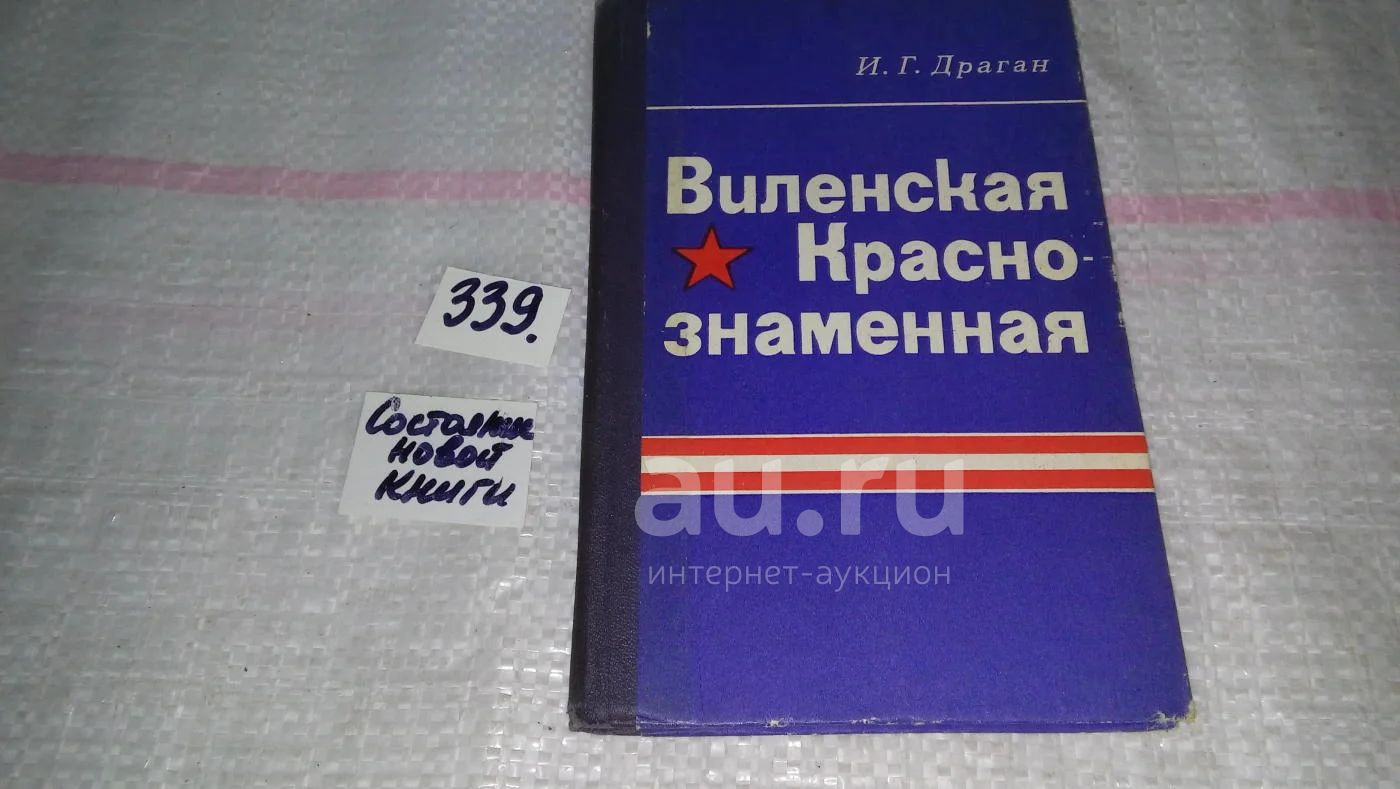 И. Г. Драган
Виленская
Красно-
знаменная
339.
Состояние
новой
книги
au.ru
интернет-аукцион